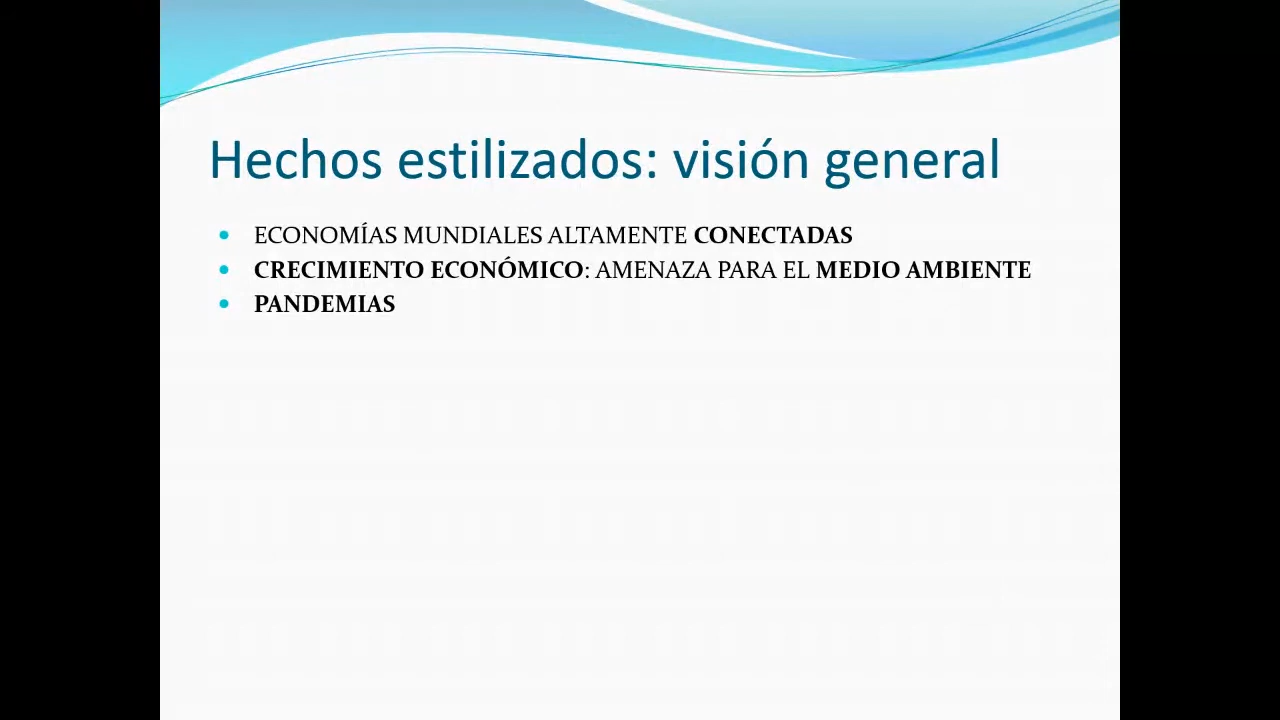 Hechos estilizados: visión general
• ECONOMÍAS MUNDIALES ALTAMENTE CONECTADAS
• CRECIMIENTO ECONÓMICO: AMENAZA PARA EL MEDIO AMBIENTE
• PANDEMIAS